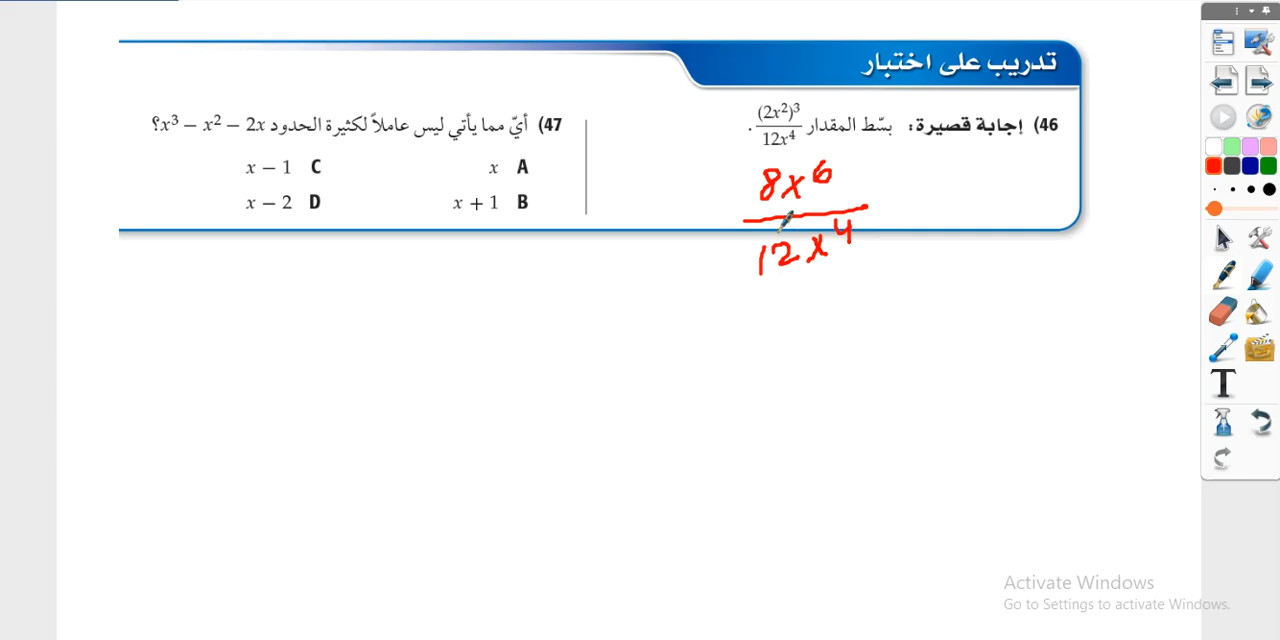 تدريب على اختبار
46) إجابة قصيرة: بسّط المقدار (2x²)³/12x⁴ .
8x⁶
12x⁴
47) أيّ مما يأتي ليس عاملاً لكثيرة الحدود x³ − x² − 2x؟
A x C x − 1
B x + 1 D x − 2
T
Activate Windows
Go to Settings to activate Windows.